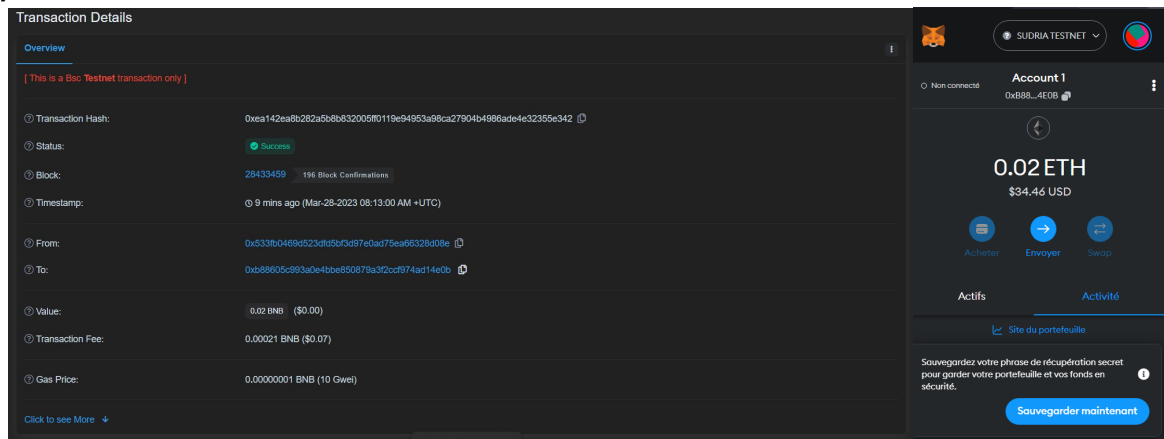 Transaction Details
Overview
[ This is a Bsc Testnet transaction only ]
Transaction Hash:
0xea142ea8b282a5b8b832005ff0119e94953a98ca27904b4986ade4e32355e342
Status:
Success
Block:
28433459
196 Block Confirmations
Timestamp:
9 mins ago (Mar-28-2023 08:13:00 AM +UTC)
From:
0x533fb0469d523dfd5bf3d97e0ad75ea66328d08e
To:
0xb88605c993a0e4bbe850879a3f2ccf974ad14e0b
Value:
0.02 BNB ($0.00)
Transaction Fee:
0.00021 BNB ($0.07)
Gas Price:
0.00000001 BNB (10 Gwei)
Click to see More
SUDRIA TESTNET
Non connecté
Account 1
0xB88...4E0B
0.02 ETH
$34.46 USD
Acheter
Envoyer
Swap
Actifs
Activité
Site du portefeuille
Sauvegardez votre phrase de récupération secret
pour garder votre portefeuille et vos fonds en
sécurité.
Sauvegarder maintenant